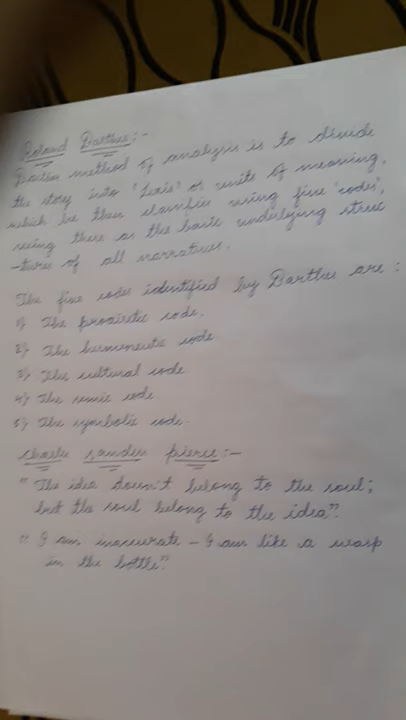 Roland Barthes:-
Barthes method of analysis is to divide
the story into 'Lexis' or units of meaning,
which he then classifies using five 'codes',
seeing these as the basic underlying struc
-tures of all narratives.
The five codes identified by Barthes are:
1) The proairetic code.
2) The hermeneutic code
3) The cultural code
4) The semic code
5) The symbolic code.
Charles sanders pierce:-
"The idea doesn't belong to the soul;
but the soul belong to the idea".
"I am inaccurate - I am like a wasp
in the bottle"